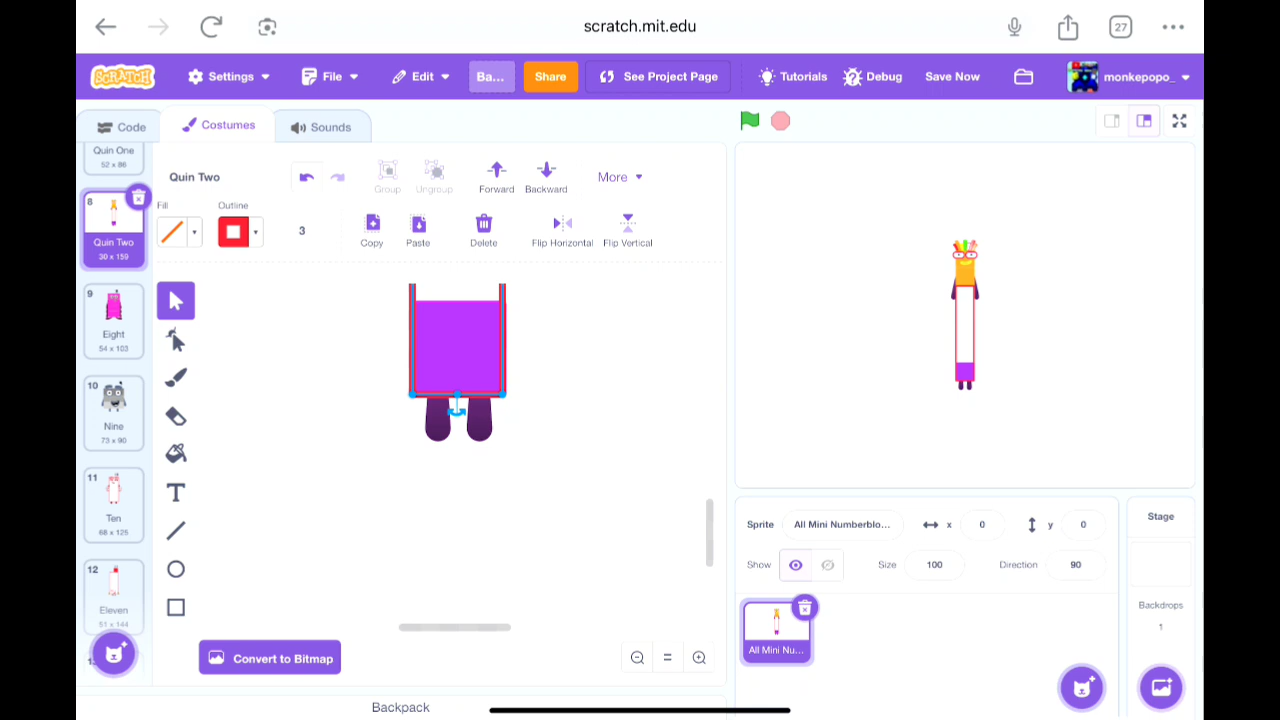 scratch.mit.edu
27
SCRATCH
Settings
File
Edit
Ba...
Share
See Project Page
Tutorials
Debug
Save Now
monkepopo_
Code
Costumes
Sounds
Quin One
52 x 86
8
Quin Two
30 x 159
9
Eight
54 x 103
10
Nine
73 x 90
11
Ten
68 x 125
12
Eleven
51 x 144
Quin Two
Group
Ungroup
Forward
Backward
More
Fill
Outline
3
Copy
Paste
Delete
Flip Horizontal
Flip Vertical
Convert to Bitmap
Backpack
Sprite
All Mini Numberblo...
x
0
y
0
Show
Size
100
Direction
90
All Mini Nu...
Stage
Backdrops
1